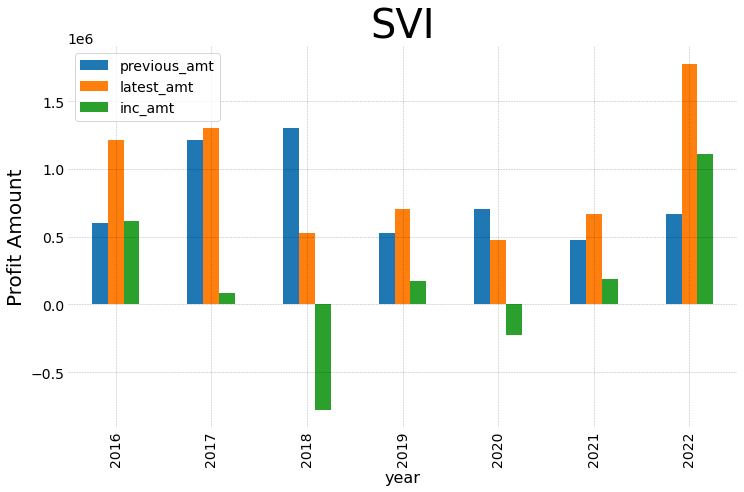 SVI
1e6
previous_amt
latest_amt
inc_amt
Profit Amount
1.5
1.0
0.5
0.0
−0.5
2016
2017
2018
2019
2020
2021
2022
year